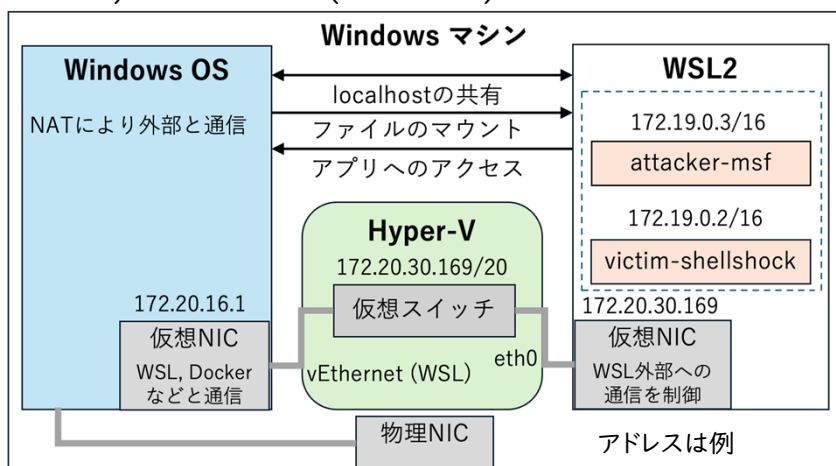 Windows マシン
Windows OS
NATにより外部と通信
localhostの共有
ファイルのマウント
アプリへのアクセス
WSL2
172.19.0.3/16
attacker-msf
172.19.0.2/16
victim-shellshock
Hyper-V
172.20.30.169/20
仮想スイッチ
172.20.16.1
仮想NIC
WSL, Docker
などと通信
vEthernet (WSL)
eth0
172.20.30.169
仮想NIC
WSL外部への
通信を制御
物理NIC
アドレスは例